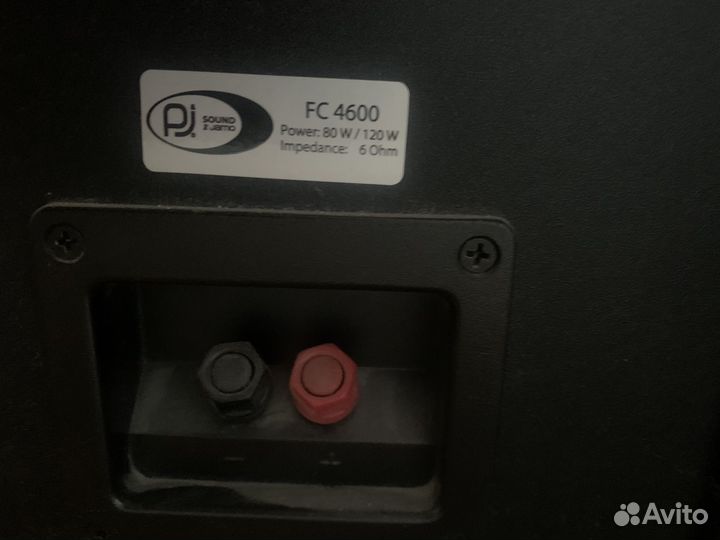 Pj.
SOUND
z Jamo
FC 4600
Power: 80 W / 120 W
Impedance: 6 Ohm
− +
Avito